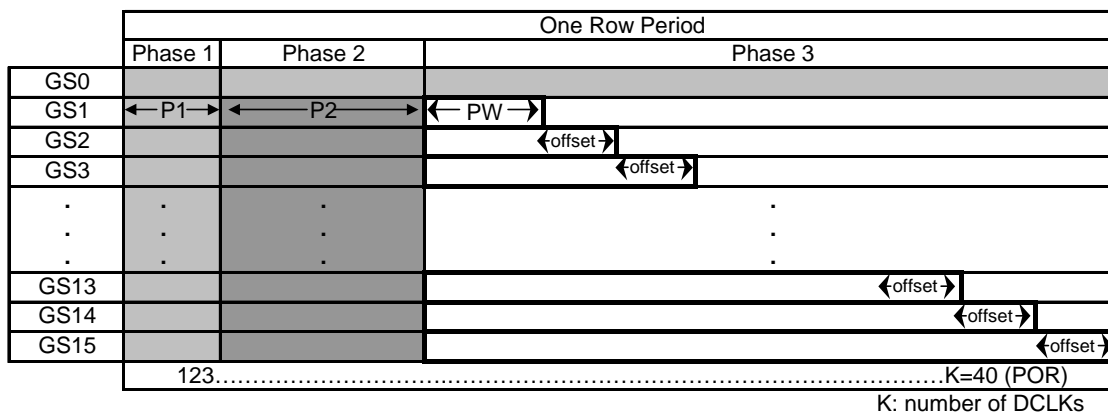 One Row Period
Phase 1 Phase 2 Phase 3
GS0
GS1 P1 P2 PW
GS2 offset
GS3 offset
. . .
. . .
. . .
GS13 offset
GS14 offset
GS15 offset
123……………………………………………………………………………………K=40 (POR)
K: number of DCLKs